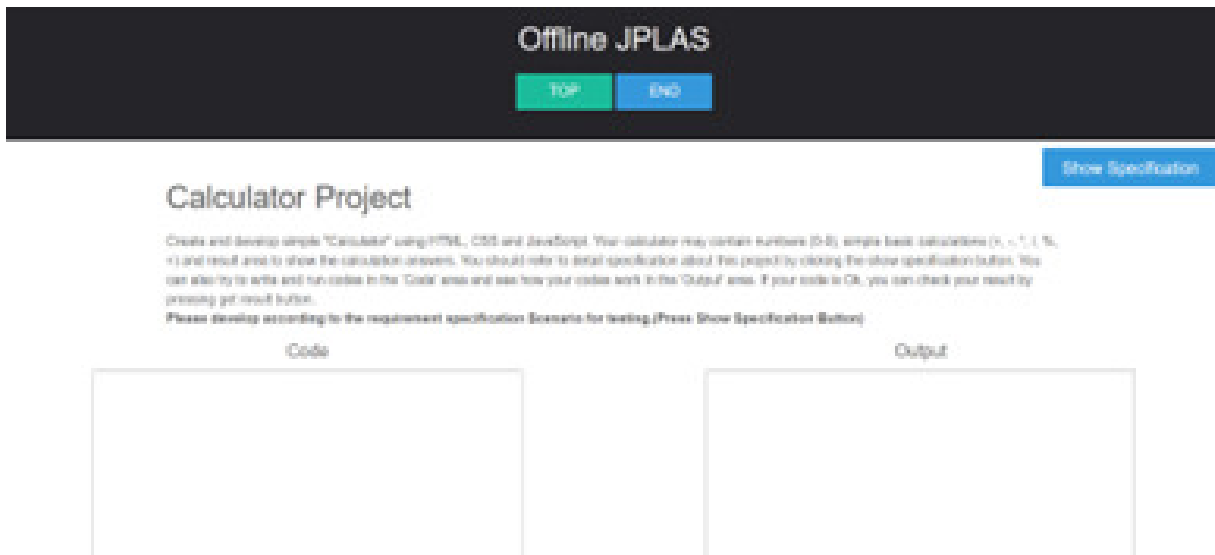 Offline JPLAS
TOP END
Show Specification
Calculator Project
Create and develop simple "Calculator" using HTML, CSS and JavaScript. Your calculator may contain numbers (0-9), simple basic calculations (+, -, *, /, %,
=) and result area to show the calculation answers. You should refer to detail specification about this project by clicking the show specification button. You
can also try to write and run codes in the 'Code' area and see how your codes work in the 'Output' area. If your code is Ok, you can check your result by
pressing get result button.
Please develop according to the requirement specification Scenario for testing.(Press Show Specification Button)
Code Output